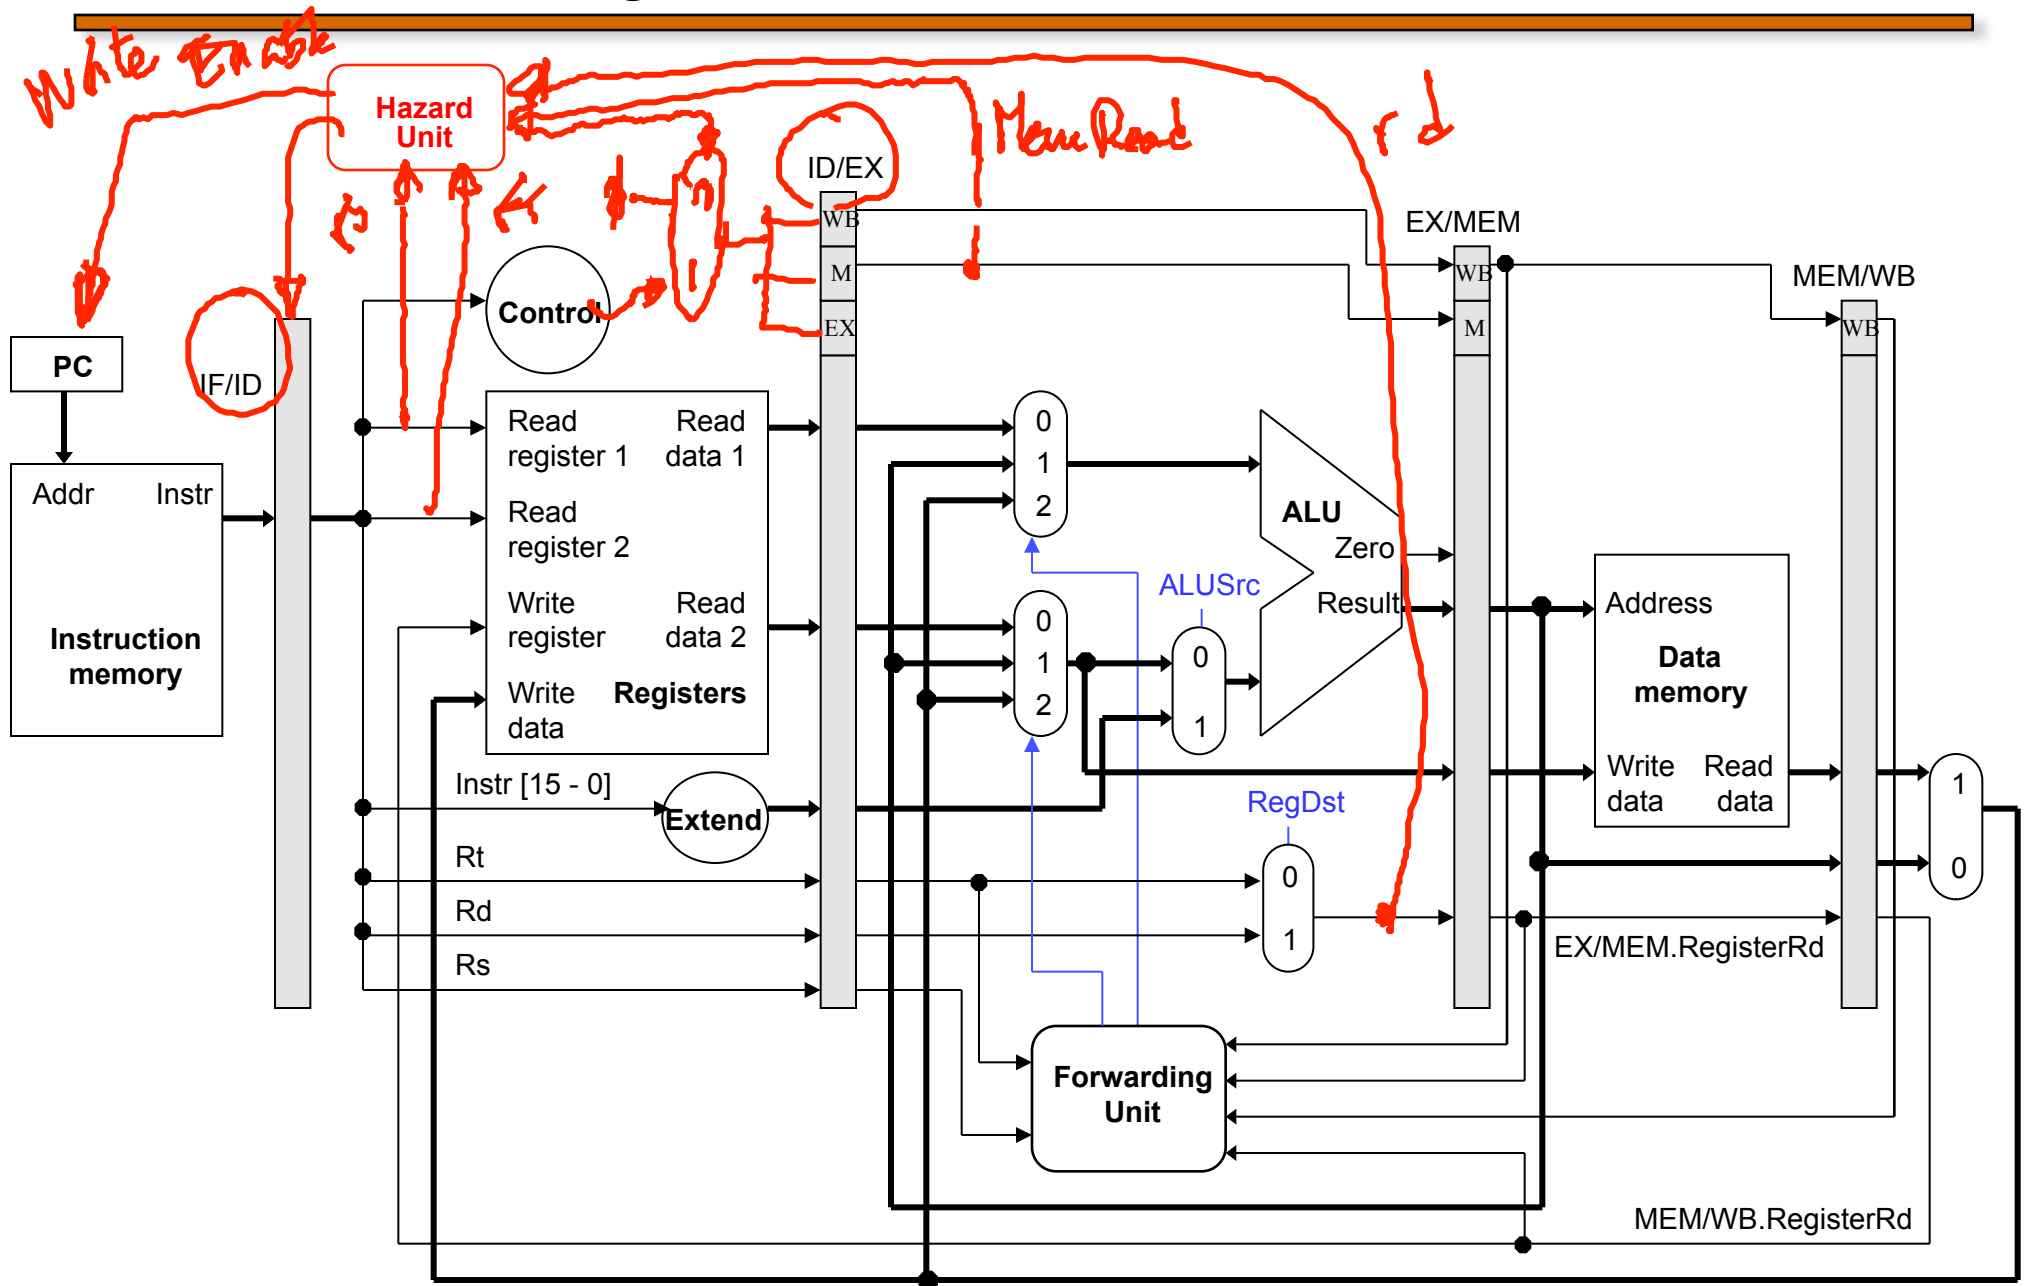 Write Enable
Hazard
Unit
MemRead
rd
rs
rt
ID/EX
WB
M
EX
EX/MEM
WB
M
MEM/WB
WB
Control
PC
IF/ID
Addr Instr
Instruction
memory
Read
register 1
Read
data 1
Read
register 2
Write
register
Read
data 2
Write
data
Registers
0
1
2
0
1
2
ALUSrc
0
1
ALU
Zero
Result
Address
Data
memory
Write
data
Read
data
1
0
Instr [15 - 0]
Extend
RegDst
Rt
0
Rd
1
Rs
EX/MEM.RegisterRd
Forwarding
Unit
MEM/WB.RegisterRd